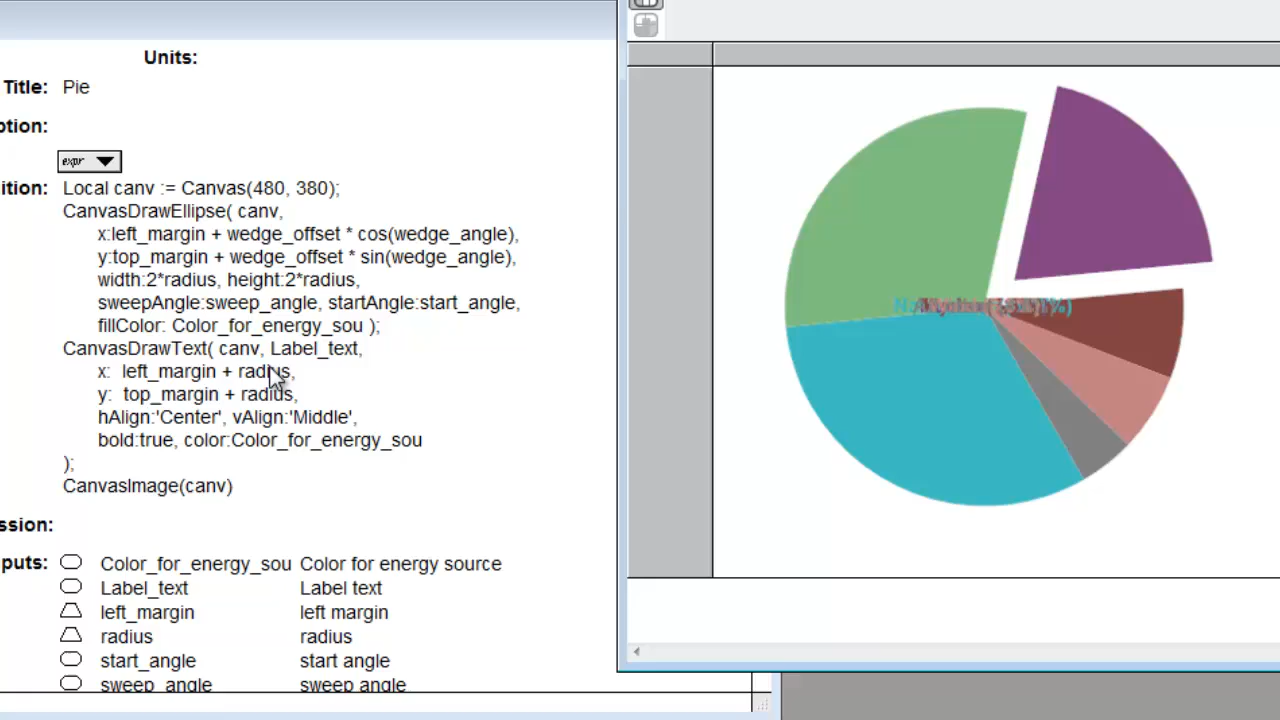 Units:
Title: Pie
ption:
expr
ition: Local canv := Canvas(480, 380);
CanvasDrawEllipse( canv,
x:left_margin + wedge_offset * cos(wedge_angle),
y:top_margin + wedge_offset * sin(wedge_angle),
width:2*radius, height:2*radius,
sweepAngle:sweep_angle, startAngle:start_angle,
fillColor: Color_for_energy_sou );
CanvasDrawText( canv, Label_text,
x: left_margin + radius,
y: top_margin + radius,
hAlign:'Center', vAlign:'Middle',
bold:true, color:Color_for_energy_sou
);
CanvasImage(canv)
ssion:
puts: Color_for_energy_sou Color for energy source
Label_text Label text
left_margin left margin
radius radius
start_angle start angle
sweep_angle sweep angle